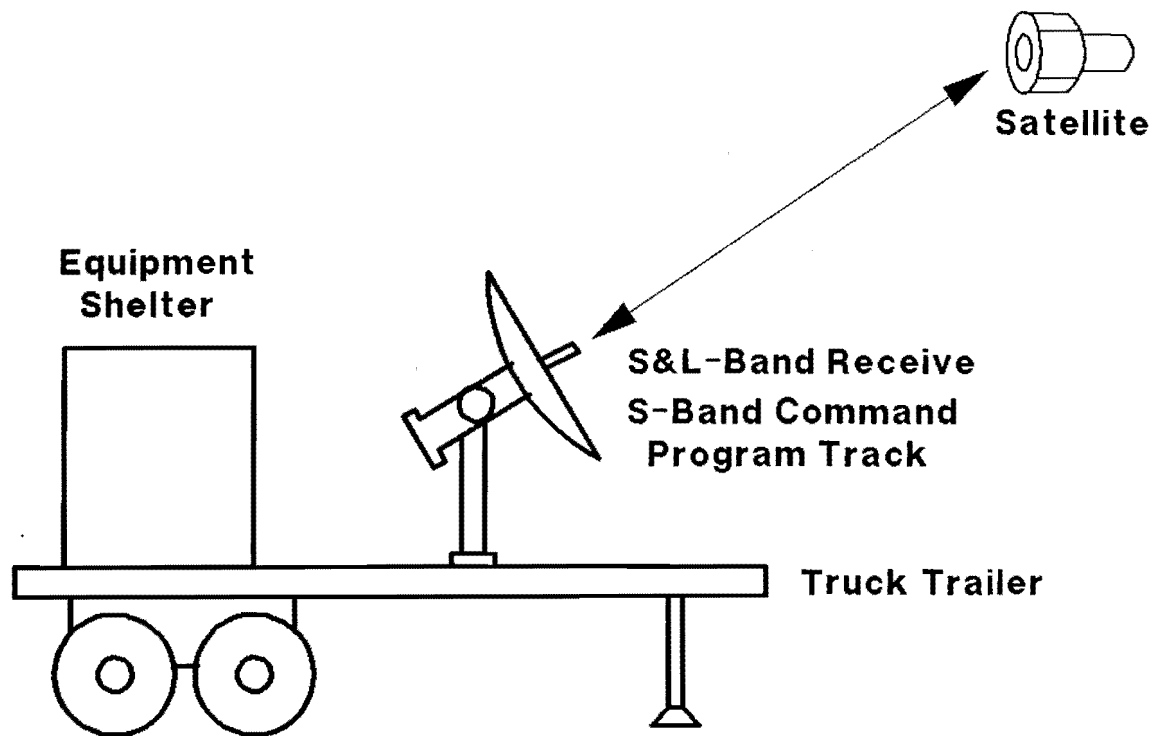 Satellite
Equipment
Shelter
S&L-Band Receive
S-Band Command
Program Track
Truck Trailer